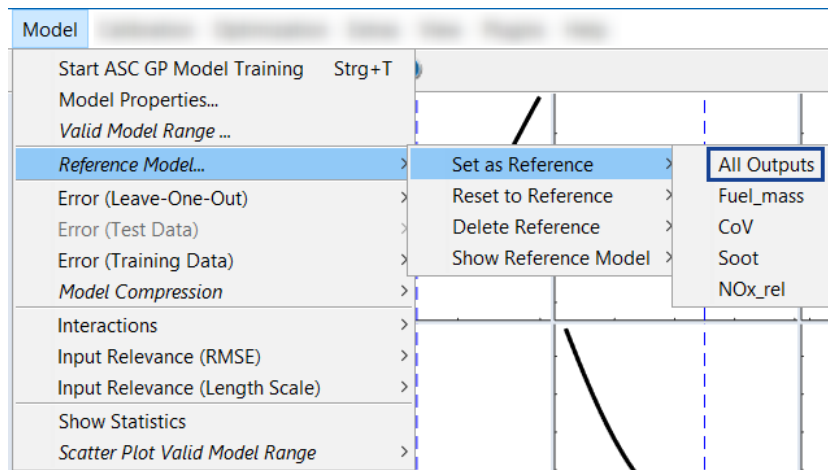 Model
Start ASC GP Model Training Strg+T
Model Properties...
Valid Model Range ...
Reference Model...
Set as Reference
All Outputs
Error (Leave-One-Out)
Reset to Reference
Fuel_mass
Error (Test Data)
Delete Reference
CoV
Error (Training Data)
Show Reference Model
Soot
Model Compression
NOx_rel
Interactions
Input Relevance (RMSE)
Input Relevance (Length Scale)
Show Statistics
Scatter Plot Valid Model Range